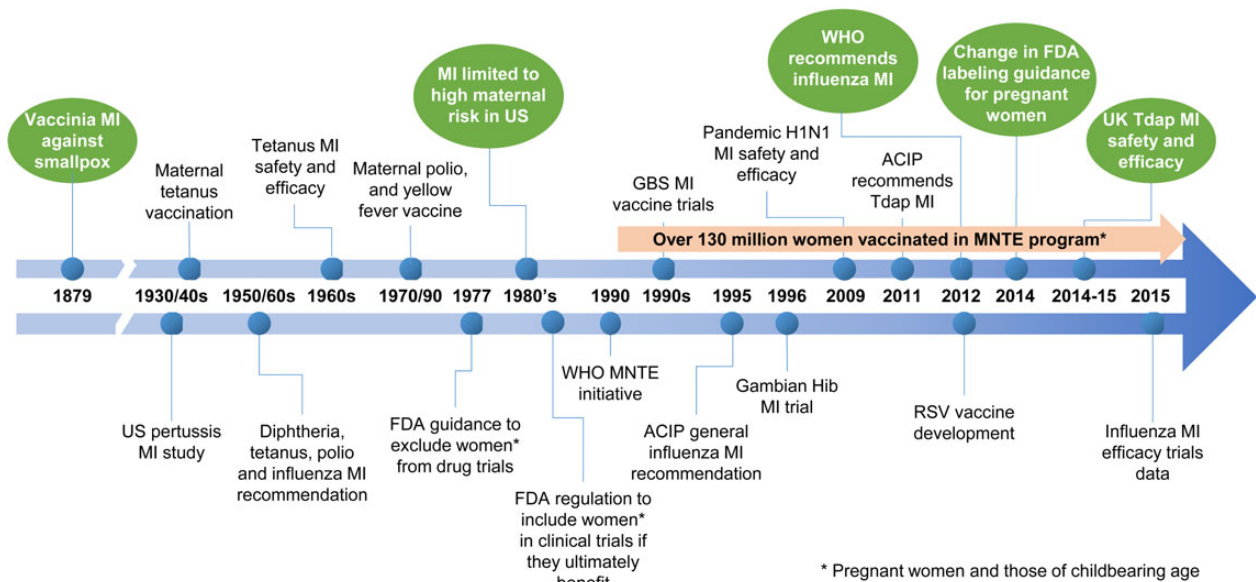 Vaccinia MI
against
smallpox
Maternal
tetanus
vaccination
Tetanus MI
safety and
efficacy
Maternal polio,
and yellow
fever vaccine
MI limited to
high maternal
risk in US
GBS MI
vaccine trials
Pandemic H1N1
MI safety and
efficacy
WHO
recommends
influenza MI
ACIP
recommends
Tdap MI
Change in FDA
labeling guidance
for pregnant
women
UK Tdap MI
safety and
efficacy
Over 130 million women vaccinated in MNTE program*
1879
1930/40s
1950/60s
1960s
1970/90
1977
1980's
1990
1990s
1995
1996
2009
2011
2012
2014
2014-15
2015
US pertussis
MI study
Diphtheria,
tetanus, polio
and influenza MI
recommendation
FDA guidance to
exclude women*
from drug trials
FDA regulation to
include women*
in clinical trials if
they ultimately
benefit
WHO MNTE
initiative
ACIP general
influenza MI
recommendation
Gambian Hib
MI trial
RSV vaccine
development
Influenza MI
efficacy trials
data
* Pregnant women and those of childbearing age